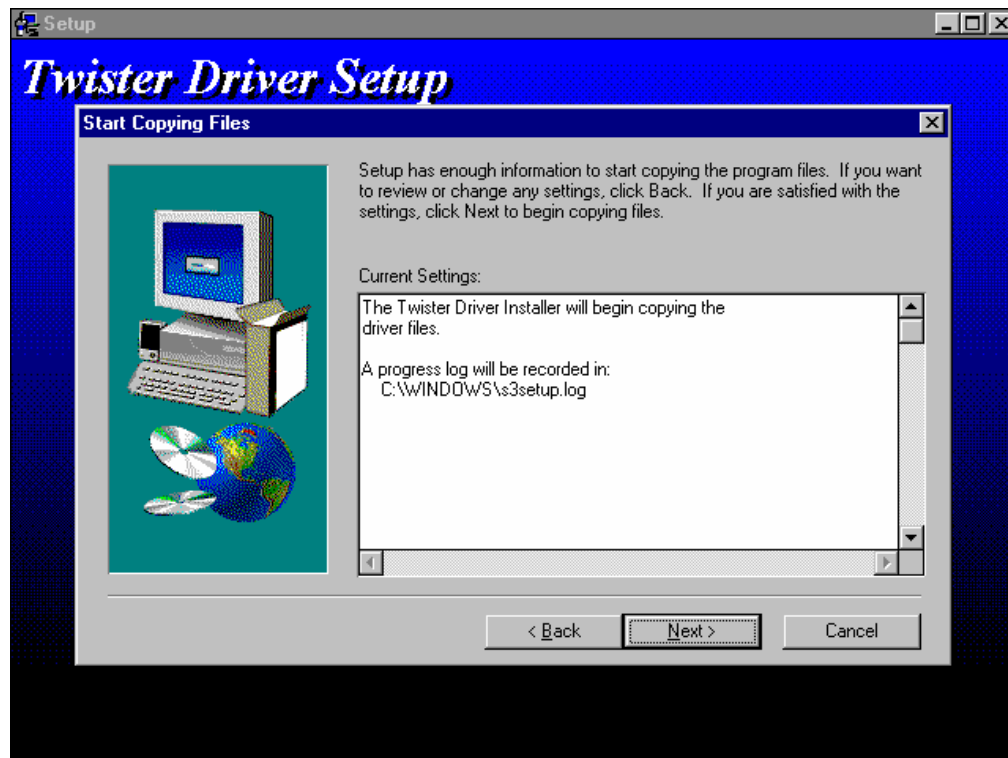 Setup
Twister Driver Setup
Start Copying Files
Setup has enough information to start copying the program files.  If you want
to review or change any settings, click Back.  If you are satisfied with the
settings, click Next to begin copying files.
Current Settings:
The Twister Driver Installer will begin copying the
driver files.
A progress log will be recorded in:
C:\WINDOWS\s3setup.log
< Back
Next >
Cancel